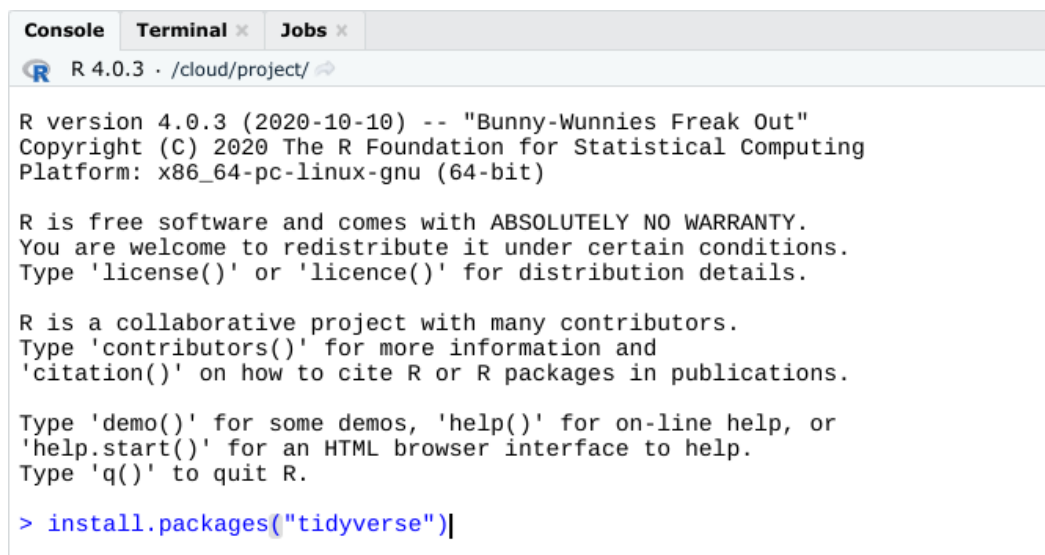 Console Terminal × Jobs ×
R R 4.0.3 · /cloud/project/
R version 4.0.3 (2020-10-10) -- "Bunny-Wunnies Freak Out"
Copyright (C) 2020 The R Foundation for Statistical Computing
Platform: x86_64-pc-linux-gnu (64-bit)
R is free software and comes with ABSOLUTELY NO WARRANTY.
You are welcome to redistribute it under certain conditions.
Type 'license()' or 'licence()' for distribution details.
R is a collaborative project with many contributors.
Type 'contributors()' for more information and
'citation()' on how to cite R or R packages in publications.
Type 'demo()' for some demos, 'help()' for on-line help, or
'help.start()' for an HTML browser interface to help.
Type 'q()' to quit R.
> install.packages("tidyverse")